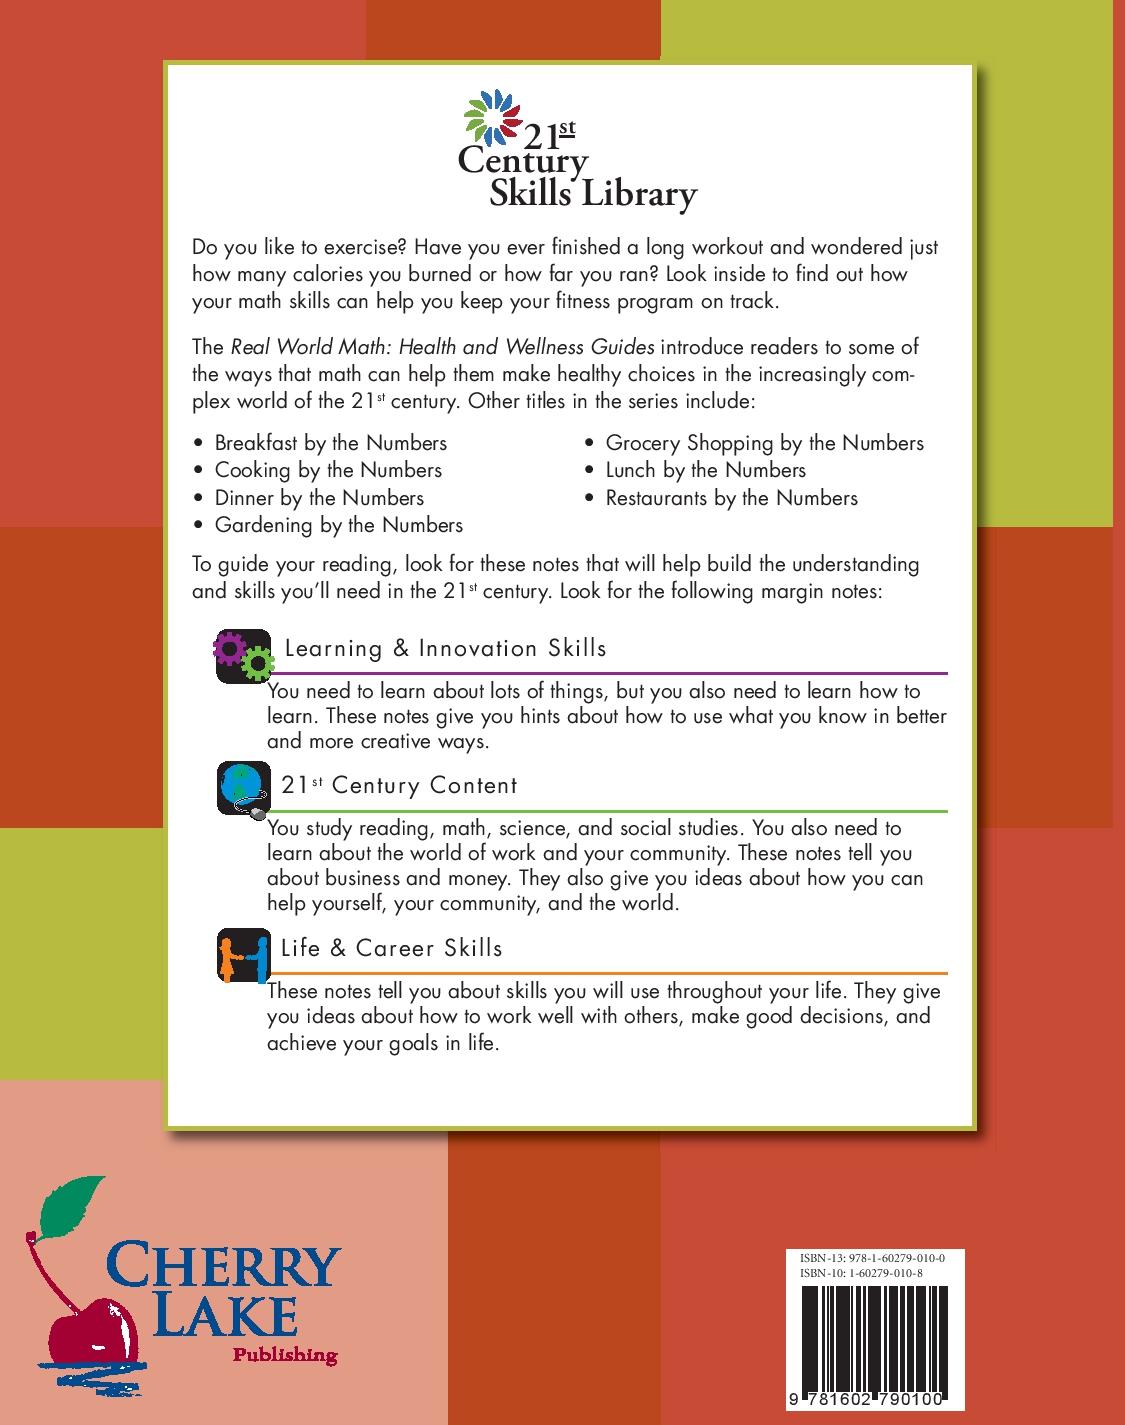 21st
Century
Skills Library
Do you like to exercise? Have you ever finished a long workout and wondered just
how many calories you burned or how far you ran? Look inside to find out how
your math skills can help you keep your fitness program on track.
The Real World Math: Health and Wellness Guides introduce readers to some of
the ways that math can help them make healthy choices in the increasingly com-
plex world of the 21st century. Other titles in the series include:
• Breakfast by the Numbers
• Cooking by the Numbers
• Dinner by the Numbers
• Gardening by the Numbers
• Grocery Shopping by the Numbers
• Lunch by the Numbers
• Restaurants by the Numbers
To guide your reading, look for these notes that will help build the understanding
and skills you’ll need in the 21st century. Look for the following margin notes:
Learning & Innovation Skills
You need to learn about lots of things, but you also need to learn how to
learn. These notes give you hints about how to use what you know in better
and more creative ways.
21st Century Content
You study reading, math, science, and social studies. You also need to
learn about the world of work and your community. These notes tell you
about business and money. They also give you ideas about how you can
help yourself, your community, and the world.
Life & Career Skills
These notes tell you about skills you will use throughout your life. They give
you ideas about how to work well with others, make good decisions, and
achieve your goals in life.
CHERRY
LAKE
Publishing
ISBN-13: 978-1-60279-010-0
ISBN-10: 1-60279-010-8
9 781602 790100